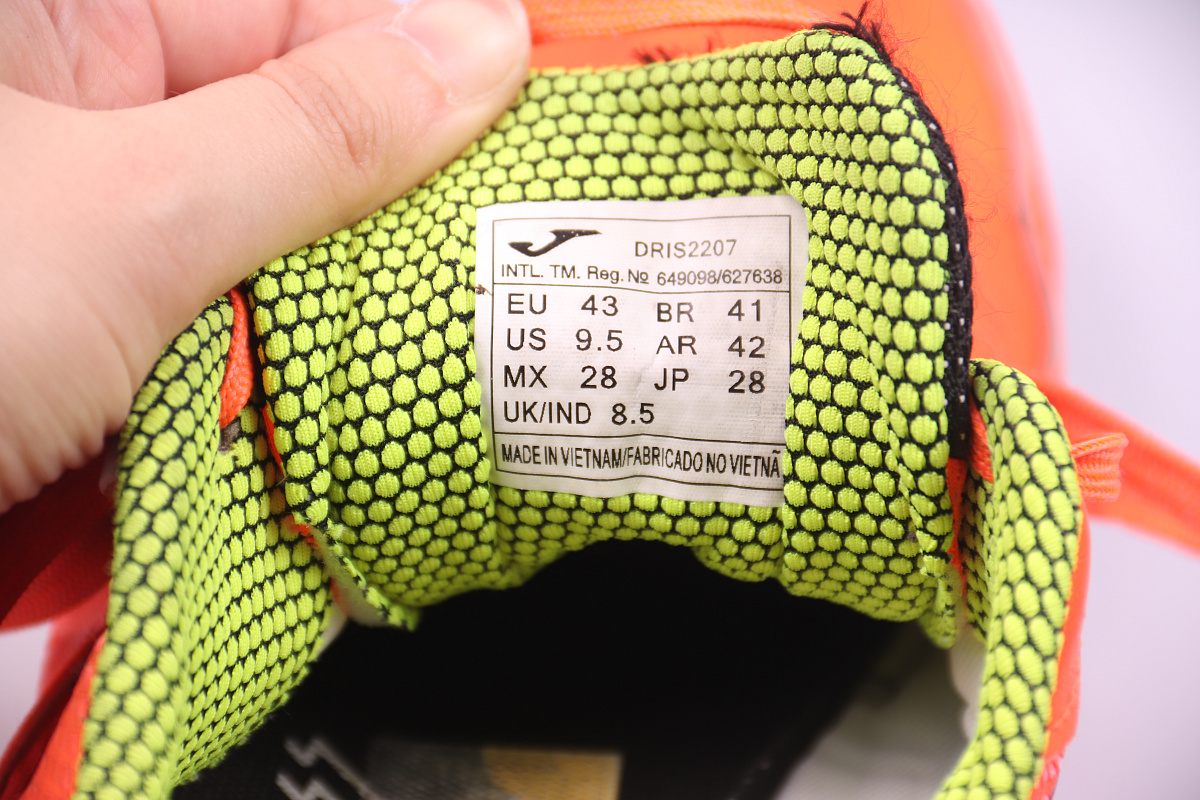 DRIS2207
INTL. TM. Reg. № 649098/627638
EU 43 BR 41
US 9.5 AR 42
MX 28 JP 28
UK/IND 8.5
MADE IN VIETNAM/FABRICADO NO VIETNÃ